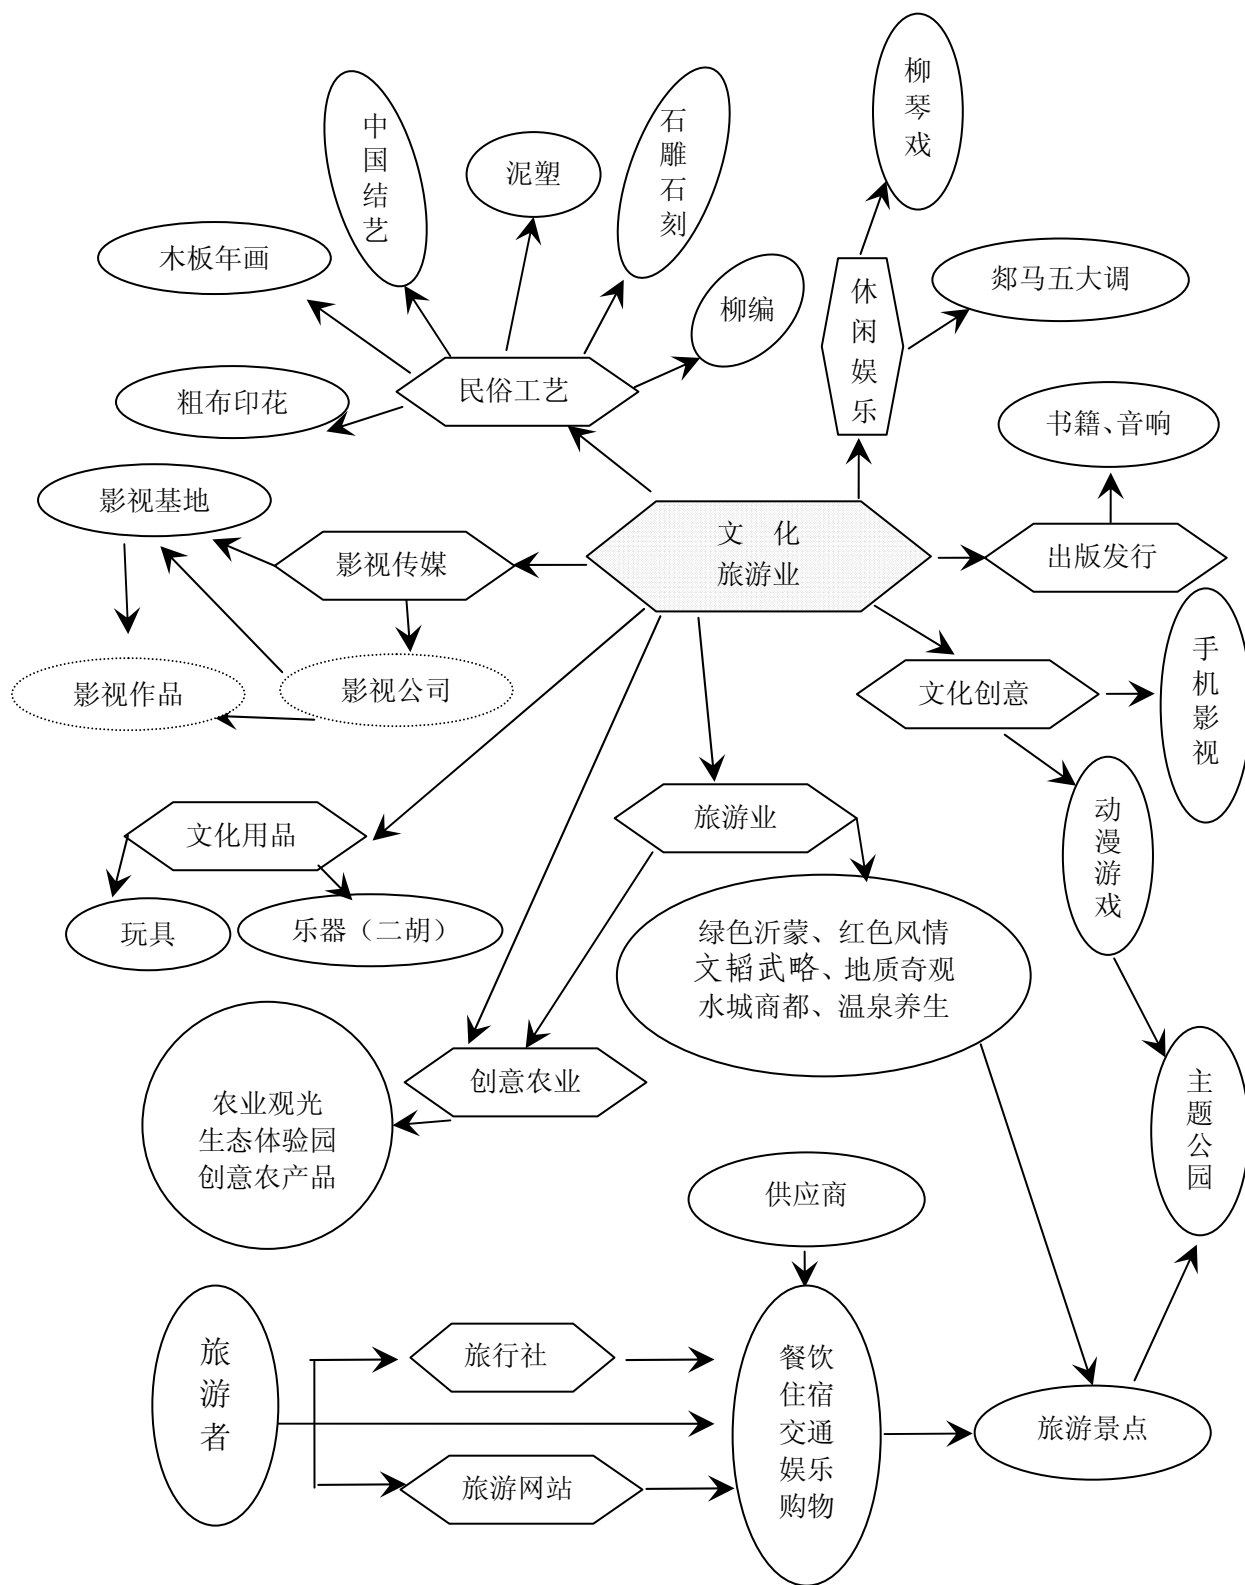 柳琴戏
中国结艺
泥塑
石雕石刻
木板年画
柳编
休闲娱乐
郯马五大调
粗布印花
民俗工艺
书籍、音响
影视基地
影视传媒
文 化
旅游业
出版发行
手机影视
影视作品
影视公司
文化创意
文化用品
旅游业
动漫游戏
玩具
乐器（二胡）
绿色沂蒙、红色风情
文韬武略、地质奇观
水城商都、温泉养生
创意农业
农业观光
生态体验园
创意农产品
主题公园
供应商
旅游者
旅行社
餐饮
住宿
交通
娱乐
购物
旅游景点
旅游网站